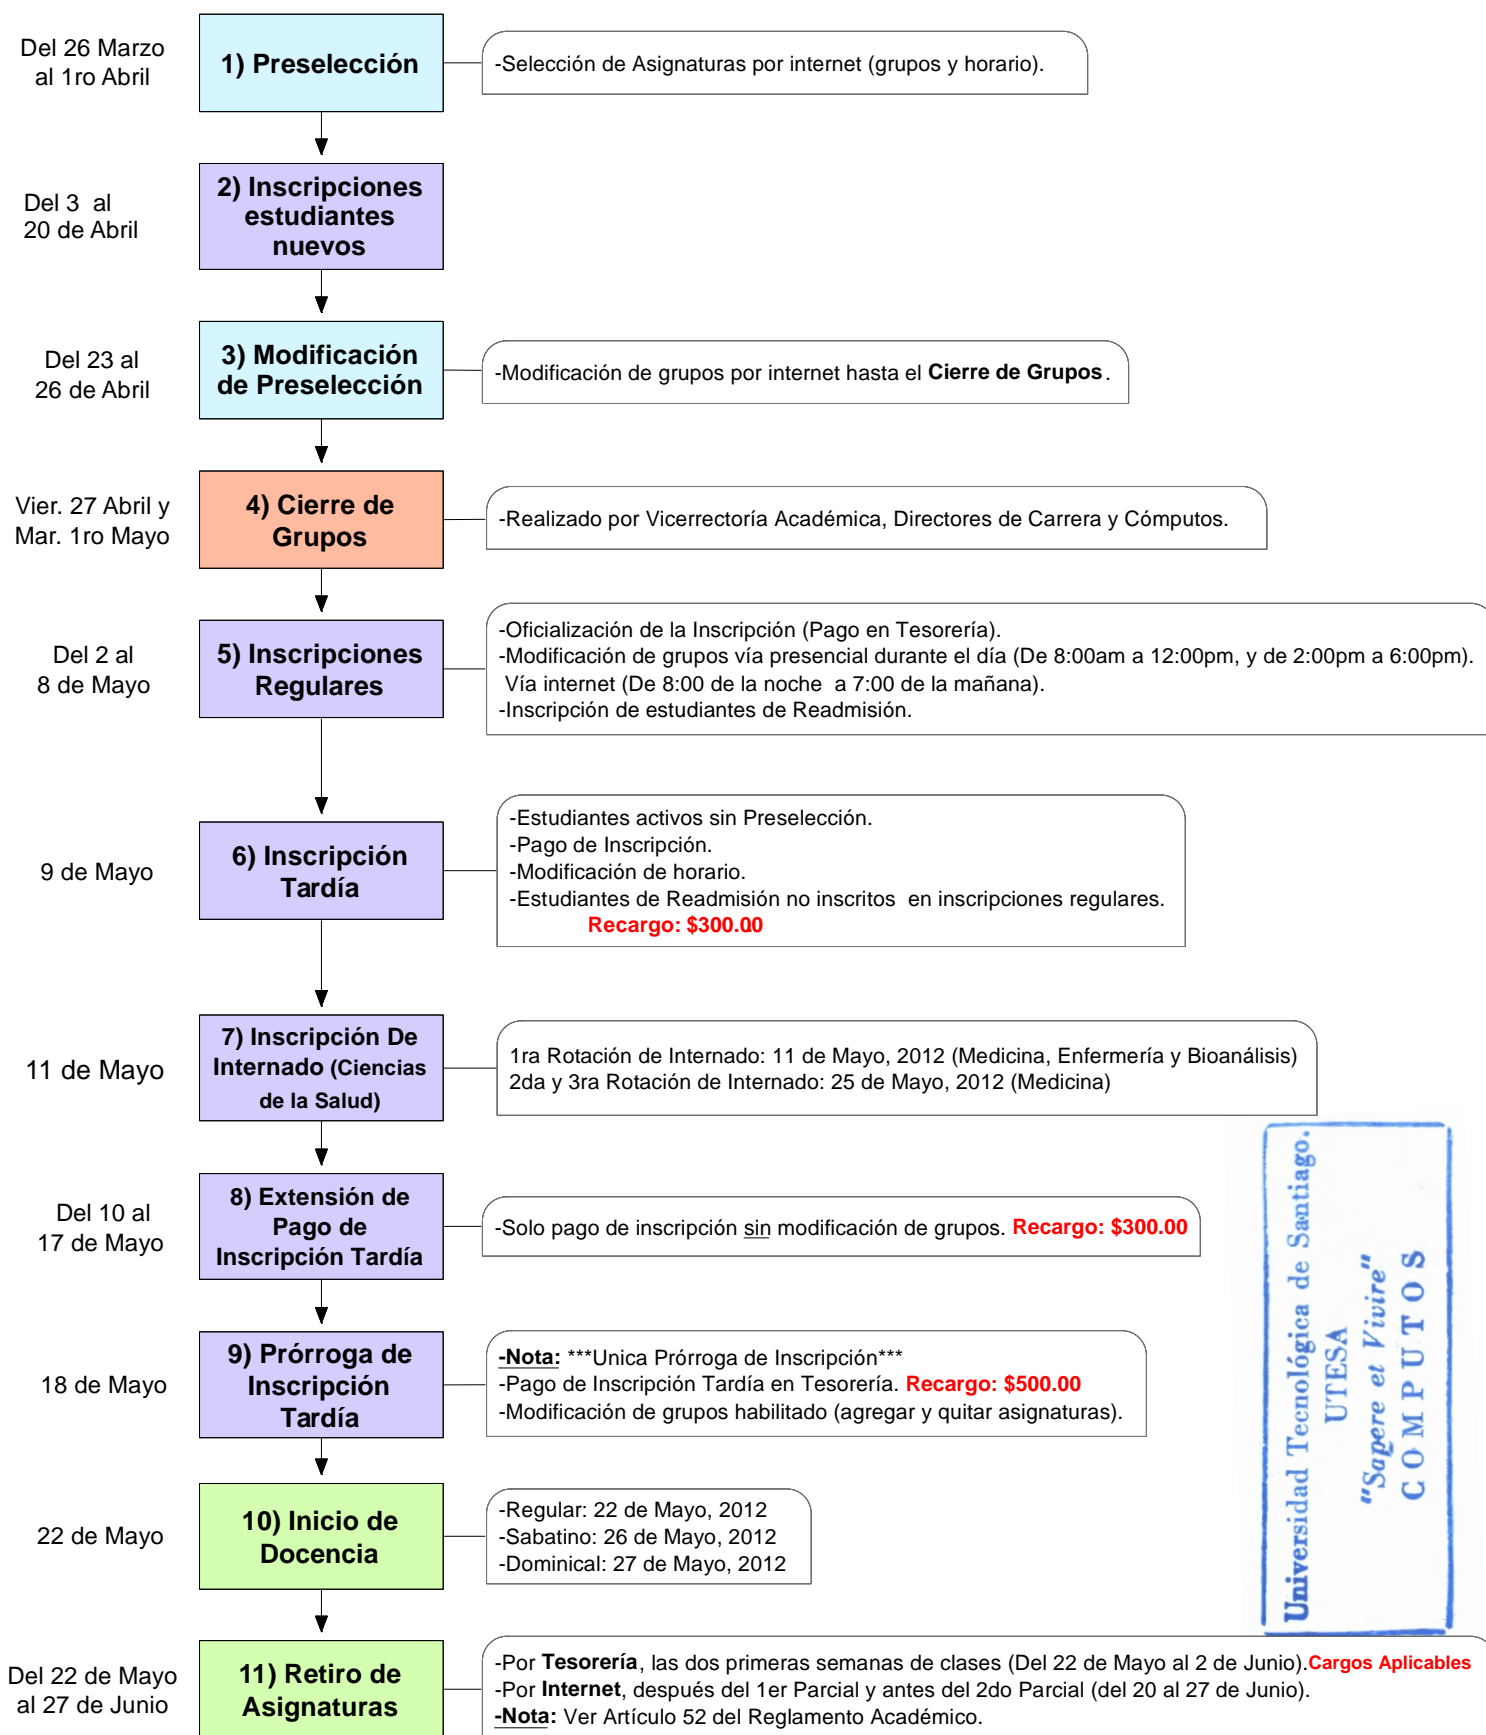 Del 26 Marzo
al 1ro Abril
1) Preselección
-Selección de Asignaturas por internet (grupos y horario).
Del 3  al
20 de Abril
2) Inscripciones
estudiantes
nuevos
Del 23 al
26 de Abril
3) Modificación
de Preselección
-Modificación de grupos por internet hasta el Cierre de Grupos.
Vier. 27 Abril y
Mar. 1ro Mayo
4) Cierre de
Grupos
-Realizado por Vicerrectoría Académica, Directores de Carrera y Cómputos.
Del 2 al
8 de Mayo
5) Inscripciones
Regulares
-Oficialización de la Inscripción (Pago en Tesorería).
-Modificación de grupos vía presencial durante el día (De 8:00am a 12:00pm, y de 2:00pm a 6:00pm).
Vía internet (De 8:00 de la noche  a 7:00 de la mañana).
-Inscripción de estudiantes de Readmisión.
9 de Mayo
6) Inscripción
Tardía
-Estudiantes activos sin Preselección.
-Pago de Inscripción.
-Modificación de horario.
-Estudiantes de Readmisión no inscritos  en inscripciones regulares.
Recargo: $300.00
11 de Mayo
7) Inscripción De
Internado (Ciencias
de la Salud)
1ra Rotación de Internado: 11 de Mayo, 2012 (Medicina, Enfermería y Bioanálisis)
2da y 3ra Rotación de Internado: 25 de Mayo, 2012 (Medicina)
Del 10 al
17 de Mayo
8) Extensión de
Pago de
Inscripción Tardía
-Solo pago de inscripción sin modificación de grupos. Recargo: $300.00
18 de Mayo
9) Prórroga de
Inscripción
Tardía
-Nota: ***Unica Prórroga de Inscripción***
-Pago de Inscripción Tardía en Tesorería. Recargo: $500.00
-Modificación de grupos habilitado (agregar y quitar asignaturas).
22 de Mayo
10) Inicio de
Docencia
-Regular: 22 de Mayo, 2012
-Sabatino: 26 de Mayo, 2012
-Dominical: 27 de Mayo, 2012
Del 22 de Mayo
al 27 de Junio
11) Retiro de
Asignaturas
-Por Tesorería, las dos primeras semanas de clases (Del 22 de Mayo al 2 de Junio).Cargos Aplicables
-Por Internet, después del 1er Parcial y antes del 2do Parcial (del 20 al 27 de Junio).
-Nota: Ver Artículo 52 del Reglamento Académico.
Universidad Tecnológica de Santiago.
UTESA
"Sapere et Vivire"
COMPUTOS